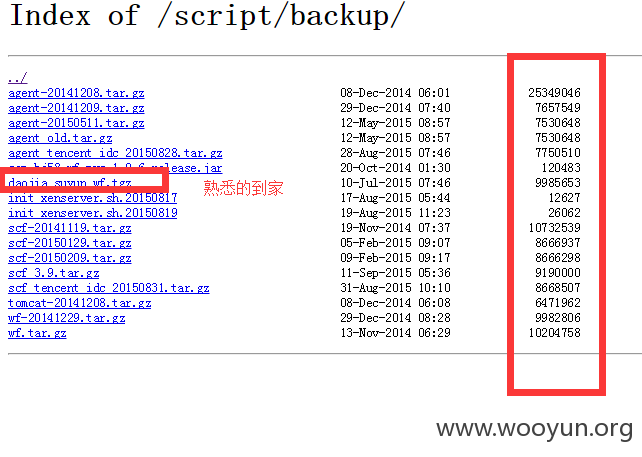 Index of /script/backup/
../
agent-20141208.tar.gz 08-Dec-2014 06:01 25349046
agent-20141209.tar.gz 29-Dec-2014 07:40 7657549
agent-20150511.tar.gz 12-May-2015 08:57 7530648
agent_old.tar.gz 12-May-2015 08:57 7530648
agent_tencent_idc_20150828.tar.gz 28-Aug-2015 07:46 7750510
release.jar 20-Oct-2014 01:30 120483
daojia_suyun_wf.tgz 10-Jul-2015 07:46 9985653
熟悉的到家
init_xenserver.sh.20150817 17-Aug-2015 05:44 12627
init_xenserver.sh.20150819 19-Aug-2015 11:23 26062
scf-20141119.tar.gz 19-Nov-2014 07:37 10732539
scf-20150129.tar.gz 05-Feb-2015 09:07 8666937
scf-20150209.tar.gz 09-Feb-2015 09:17 8666298
scf_3.9.tar.gz 11-Sep-2015 05:36 9190000
scf_tencent_idc_20150831.tar.gz 31-Aug-2015 10:10 8668507
tomcat-20141208.tar.gz 08-Dec-2014 06:08 6471962
wf-20141229.tar.gz 29-Dec-2014 08:28 9982806
wf.tar.gz 13-Nov-2014 06:29 10204758
www.wooyun.org